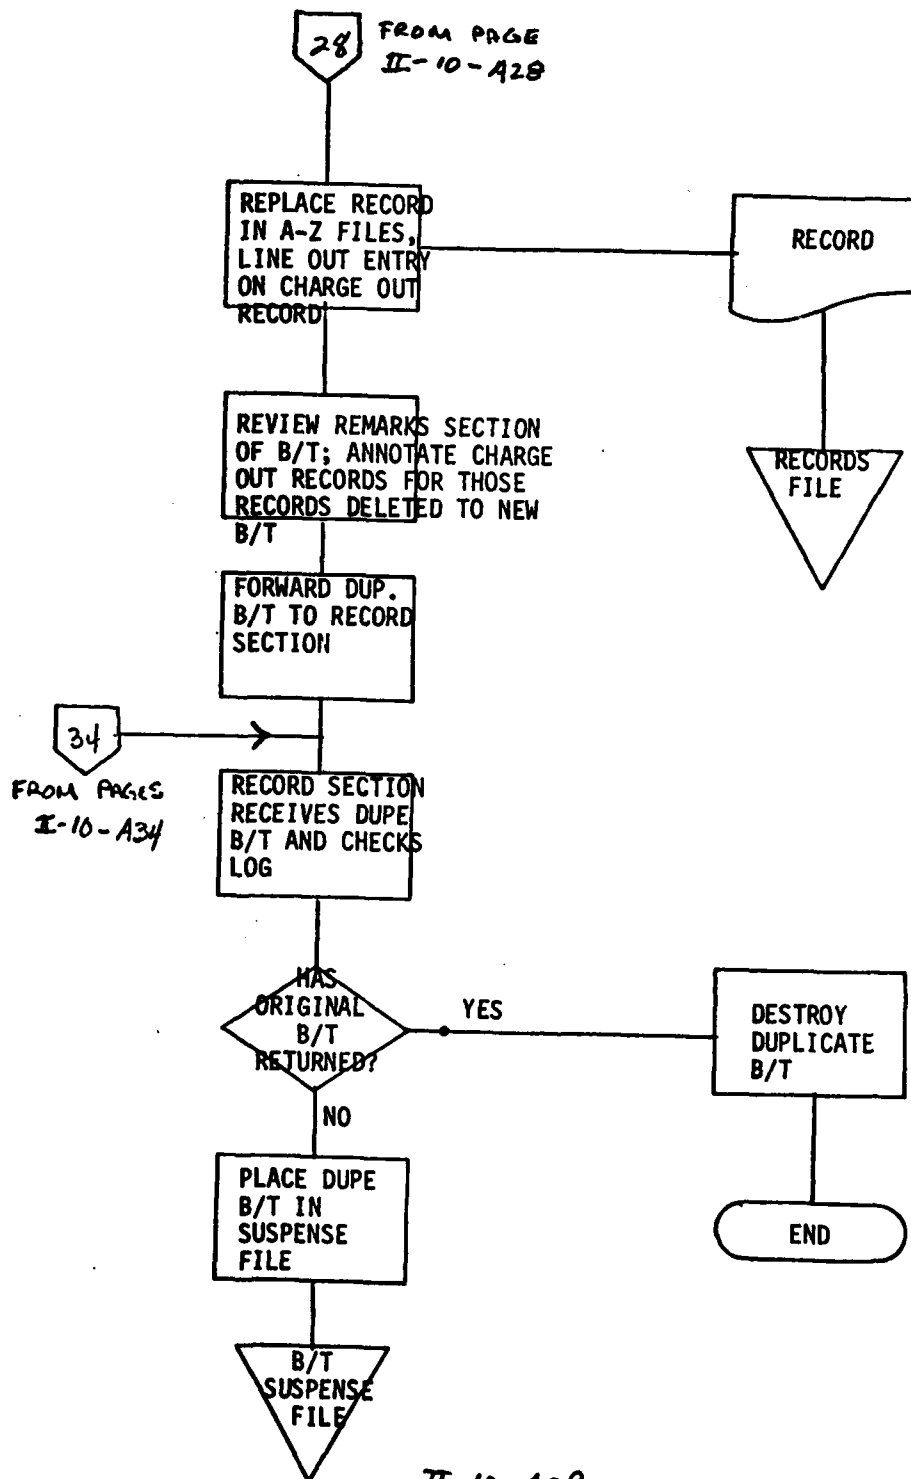 28
FROM PAGE
II-10-A28
REPLACE RECORD
IN A-Z FILES,
LINE OUT ENTRY
ON CHARGE OUT
RECORD
RECORD
REVIEW REMARKS SECTION
OF B/T; ANNOTATE CHARGE
OUT RECORDS FOR THOSE
RECORDS DELETED TO NEW
B/T
RECORDS
FILE
FORWARD DUP.
B/T TO RECORD
SECTION
34
FROM PAGES
II-10-A34
RECORD SECTION
RECEIVES DUPE
B/T AND CHECKS
LOG
HAS
ORIGINAL
B/T
RETURNED?
YES
DESTROY
DUPLICATE
B/T
NO
PLACE DUPE
B/T IN
SUSPENSE
FILE
END
B/T
SUSPENSE
FILE